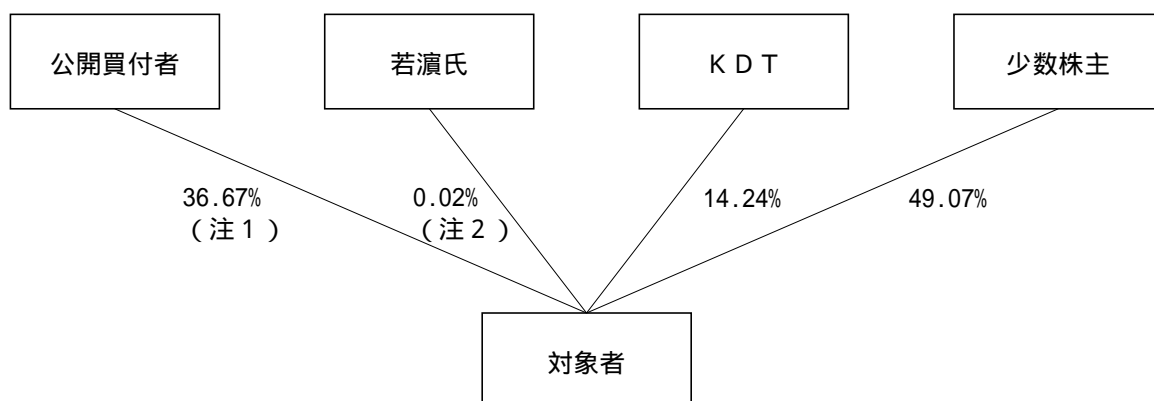 公開買付者
若濵氏
ＫＤＴ
少数株主
36.67%
（注１）
0.02%
（注２）
14.24%
49.07%
対象者